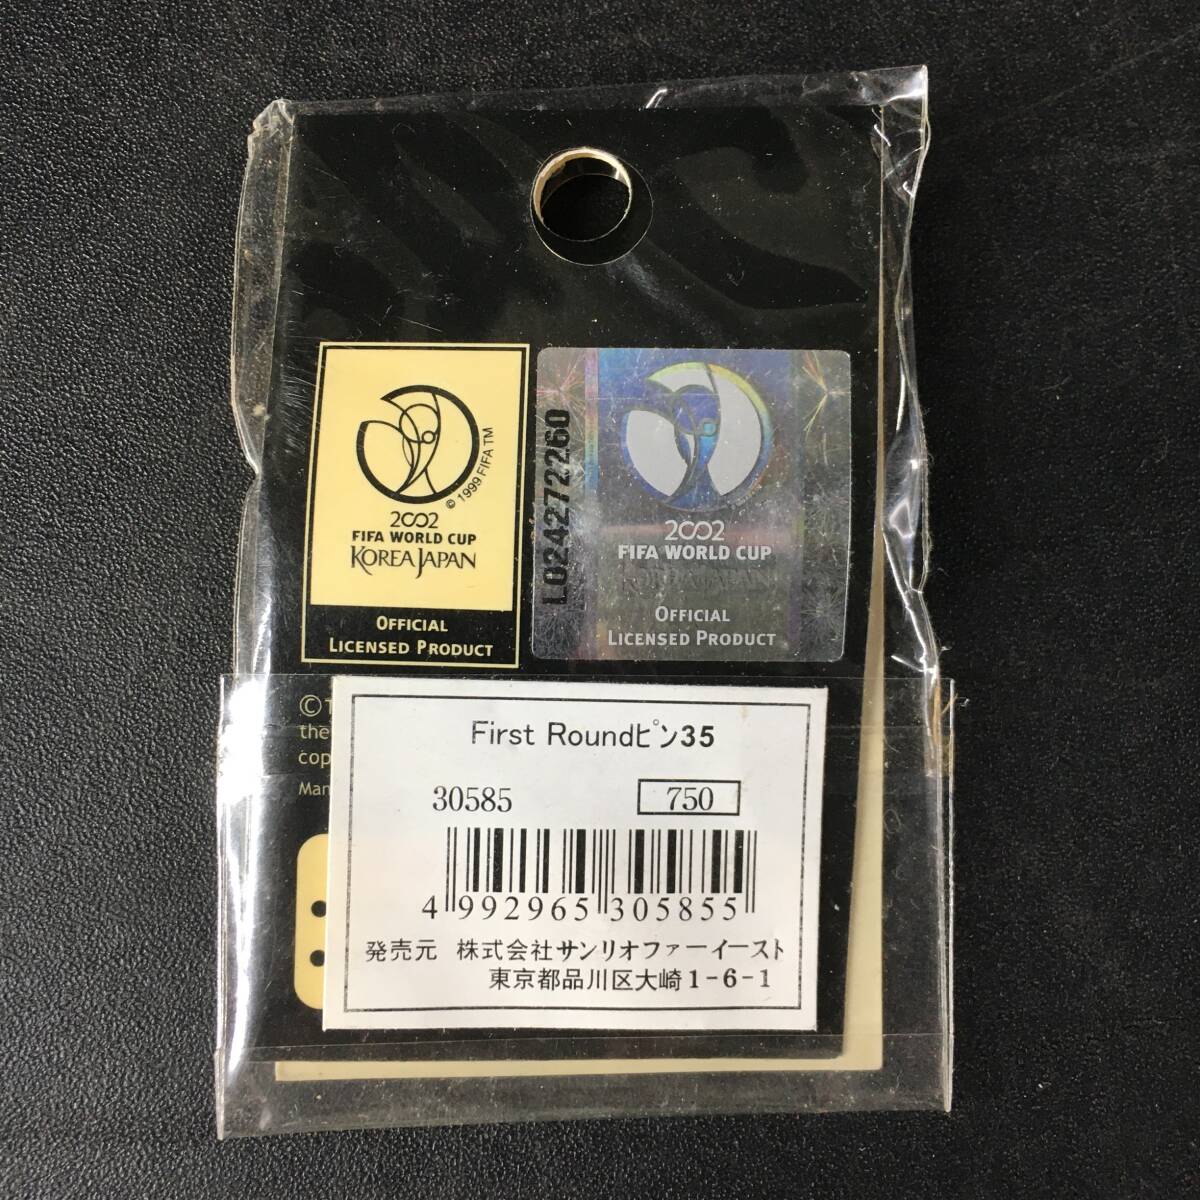 © 1999 FIFA TM
2002
FIFA WORLD CUP
KOREA JAPAN
OFFICIAL
LICENSED PRODUCT
L024272260
2002
FIFA WORLD CUP
KOREA JAPAN
OFFICIAL
LICENSED PRODUCT
©
the
First Roundピン35
30585 750
4 992965 305855
発売元 株式会社サンリオファーイースト
東京都品川区大崎1-6-1